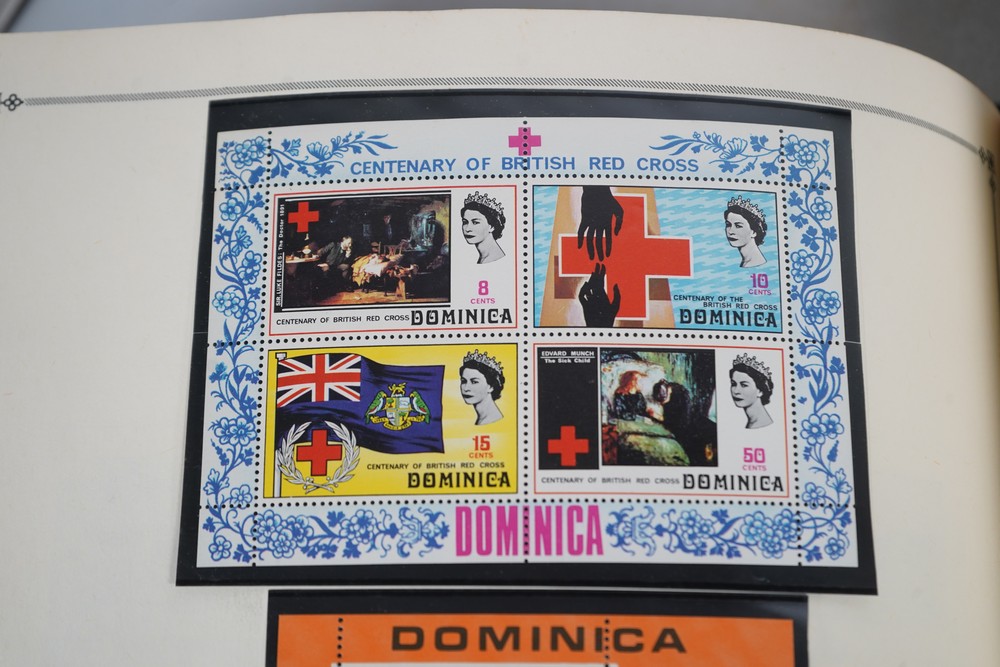 CENTENARY OF BRITISH RED CROSS
SIR LUKE FILDES: The Doctor 1891
8
CENTS
CENTENARY OF BRITISH RED CROSS DOMINICA
10
CENTS
CENTENARY OF THE
BRITISH RED CROSS
DOMINICA
15
CENTS
CENTENARY OF BRITISH RED CROSS
DOMINICA
EDVARD MUNCH
The Sick Child
50
CENTS
CENTENARY OF BRITISH RED CROSS DOMINICA
DOMINICA
DOMINICA